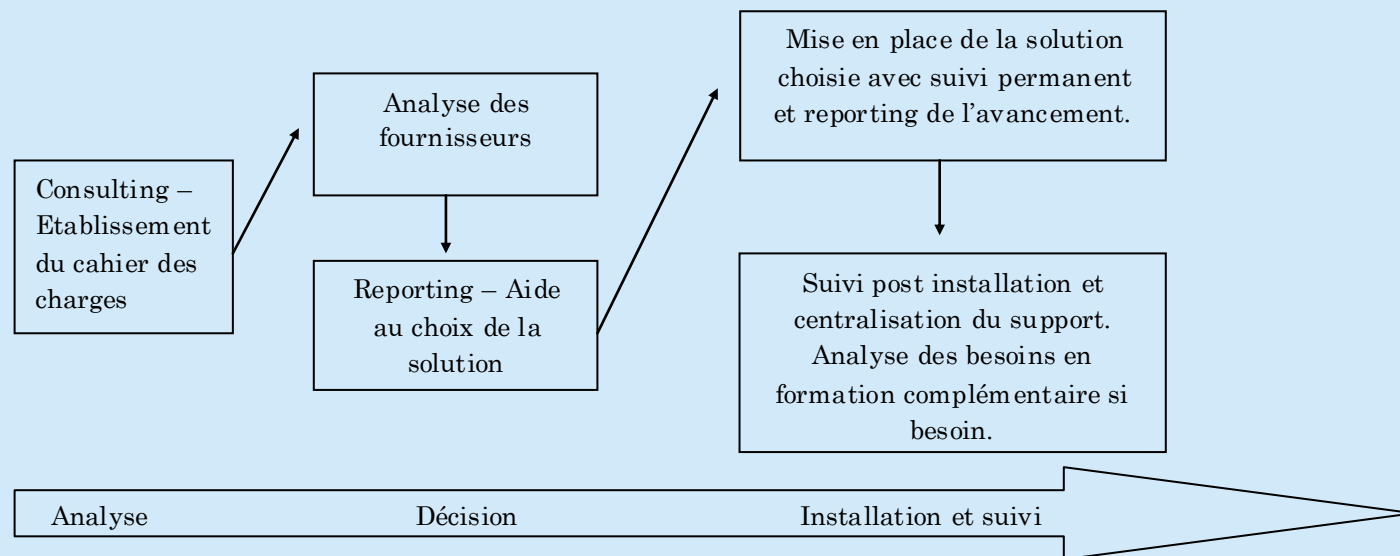 Consulting –
Etablissement
du cahier des
charges
Analyse des
fournisseurs
Reporting – Aide
au choix de la
solution
Mise en place de la solution
choisie avec suivi permanent
et reporting de l’avancement.
Suivi post installation et
centralisation du support.
Analyse des besoins en
formation complémentaire si
besoin.
Analyse
Décision
Installation et suivi